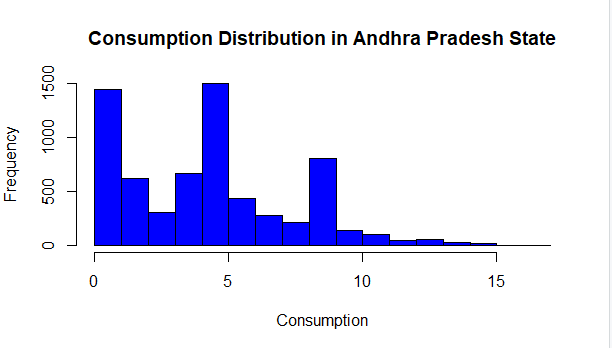 Consumption Distribution in Andhra Pradesh State
Frequency
1500
1000
500
0
0 5 10 15
Consumption